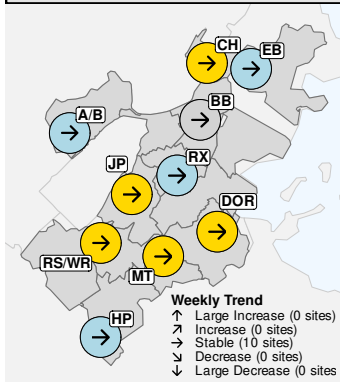 CH
EB
BB
A/B
JP
RX
DOR
RS/WR
MT
HP
Weekly Trend
↑ Large Increase (0 sites)
↗ Increase (0 sites)
→ Stable (10 sites)
↘ Decrease (0 sites)
↓ Large Decrease (0 sites)